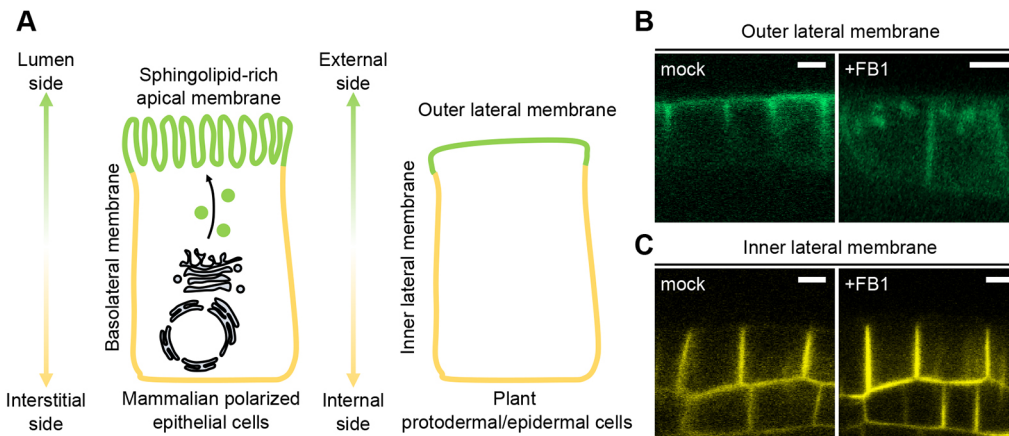 A
Lumen
side
Sphingolipid-rich
apical membrane
Basolateral membrane
Interstitial
side
Mammalian polarized
epithelial cells
External
side
Outer lateral membrane
Inner lateral membrane
Internal
side
Plant
protodermal/epidermal cells
B
Outer lateral membrane
mock
+FB1
C
Inner lateral membrane
mock
+FB1